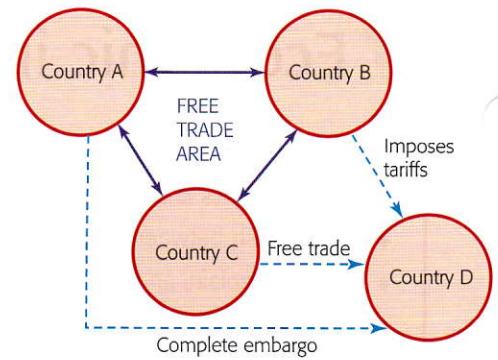 Country A
Country B
FREE
TRADE
AREA
Imposes
tariffs
Country C
Free trade
Country D
Complete embargo